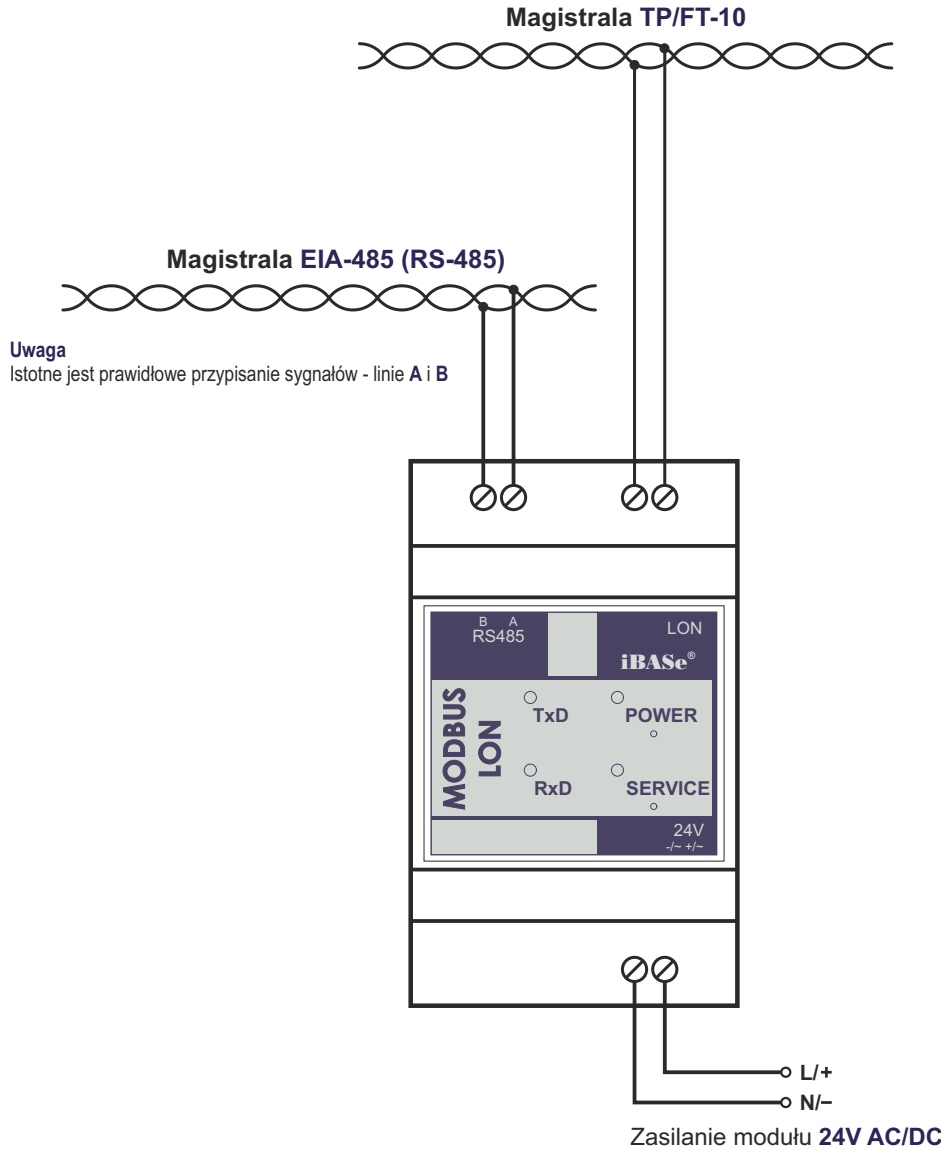 Magistrala TP/FT-10
Magistrala EIA-485 (RS-485)
Uwaga
Istotne jest prawidłowe przypisanie sygnałów - linie A i B
B A
RS485
LON
iBASe®
MODBUS
LON
TxD
POWER
RxD
SERVICE
24V
-/~ +/~
L/+
N/–
Zasilanie modułu 24V AC/DC